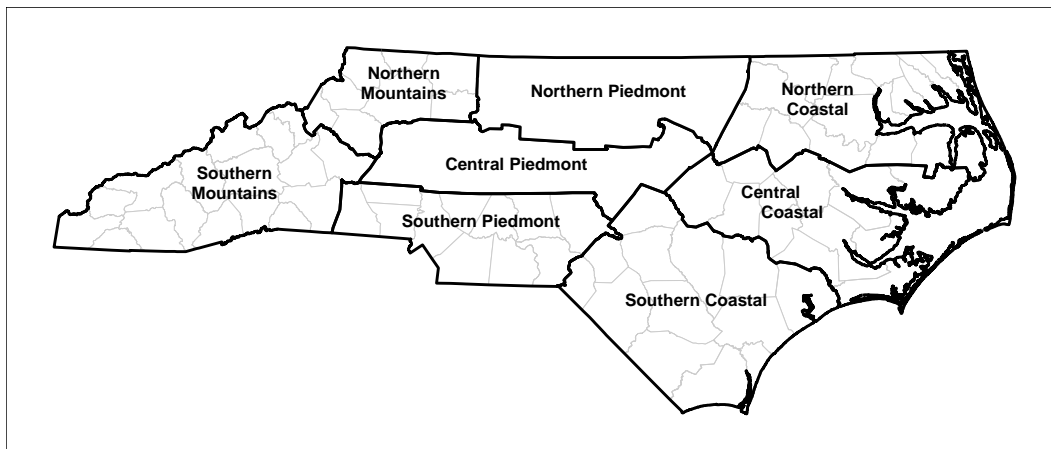 Northern
Mountains
Northern Piedmont
Northern
Coastal
Central Piedmont
Southern
Mountains
Central
Coastal
Southern Piedmont
Southern Coastal